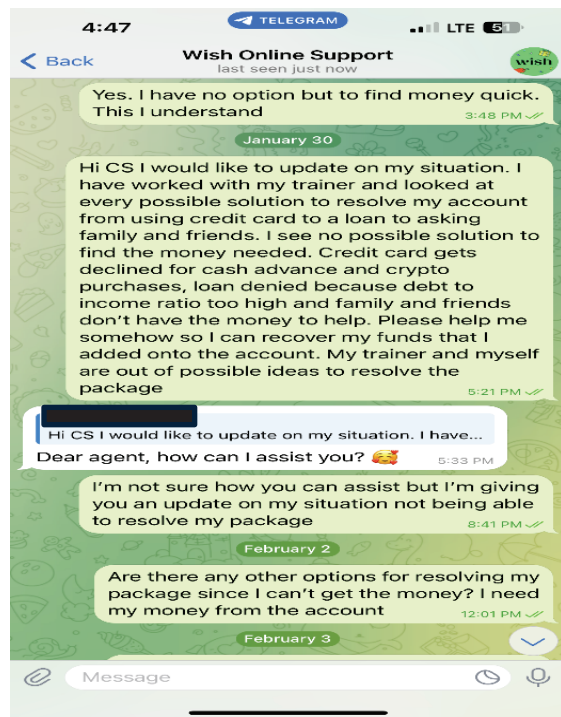 4:47
TELEGRAM
LTE 51
Back
Wish Online Support
last seen just now
wish
Yes. I have no option but to find money quick.
This I understand
3:48 PM
January 30
Hi CS I would like to update on my situation. I
have worked with my trainer and looked at
every possible solution to resolve my account
from using credit card to a loan to asking
family and friends. I see no possible solution to
find the money needed. Credit card gets
declined for cash advance and crypto
purchases, loan denied because debt to
income ratio too high and family and friends
don't have the money to help. Please help me
somehow so I can recover my funds that I
added onto the account. My trainer and myself
are out of possible ideas to resolve the
package
5:21 PM
Hi CS I would like to update on my situation. I have...
Dear agent, how can I assist you? 🥰
5:33 PM
I'm not sure how you can assist but I'm giving
you an update on my situation not being able
to resolve my package
8:41 PM
February 2
Are there any other options for resolving my
package since I can't get the money? I need
my money from the account
12:01 PM
February 3
Message